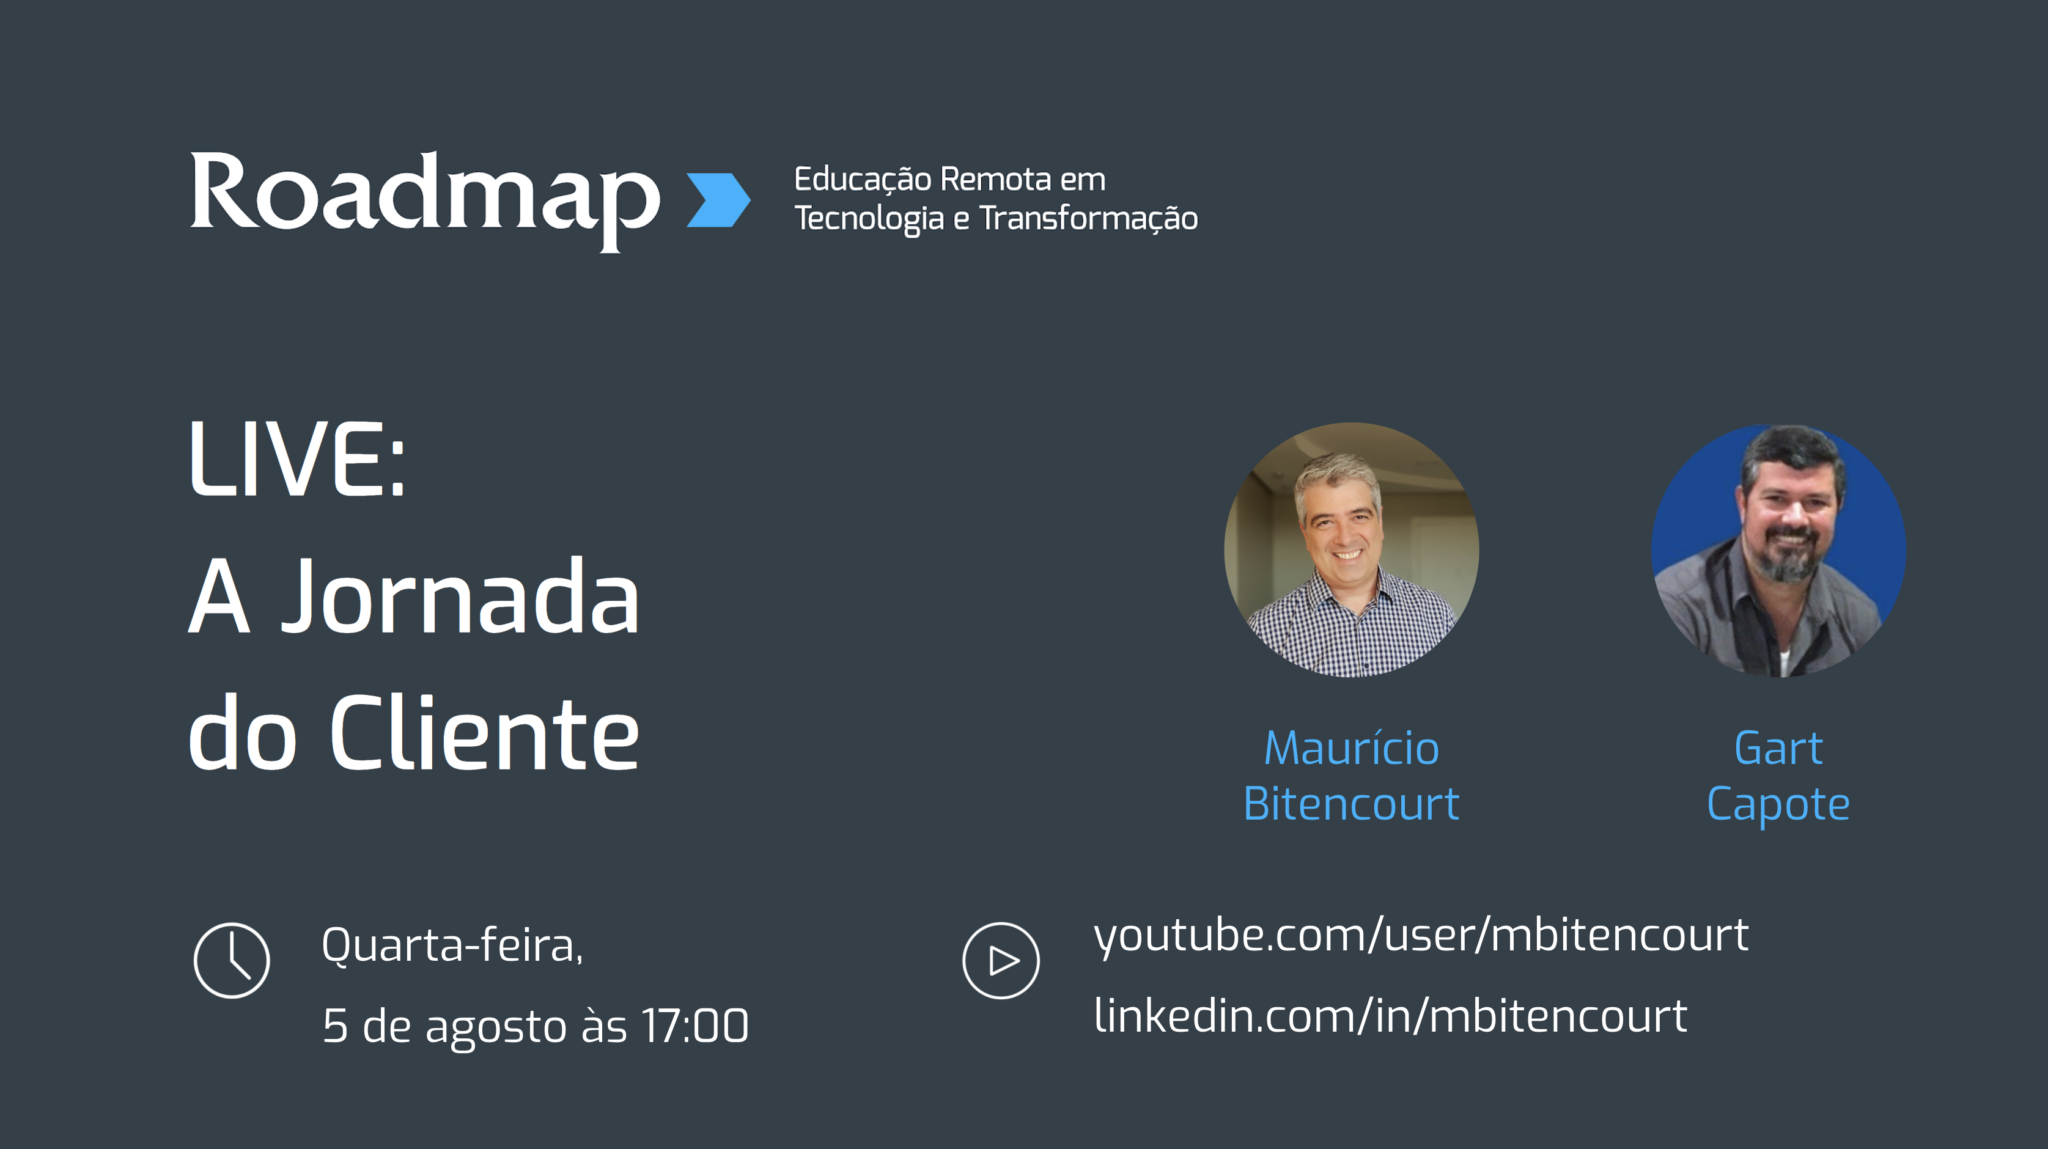 Roadmap
Educação Remota em
Tecnologia e Transformação
LIVE:
A Jornada
do Cliente
Maurício
Bitencourt
Gart
Capote
Quarta-feira,
5 de agosto às 17:00
youtube.com/user/mbitencourt
linkedin.com/in/mbitencourt